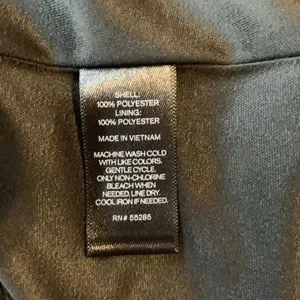 SHELL:
100% POLYESTER
LINING:
100% POLYESTER
MADE IN VIETNAM
MACHINE WASH COLD
WITH LIKE COLORS.
GENTLE CYCLE.
ONLY NON-CHLORINE
BLEACH WHEN
NEEDED. LINE DRY.
COOL IRON IF NEEDED.
RN# 55285